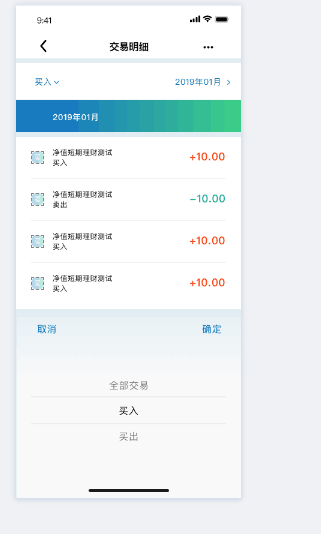 9:41
交易明细
买入 2019年01月
2019年01月
净值短期理财测试
买入 +10.00
净值短期理财测试
卖出 −10.00
净值短期理财测试
买入 +10.00
净值短期理财测试
买入 +10.00
取消 确定
全部交易
买入
买出